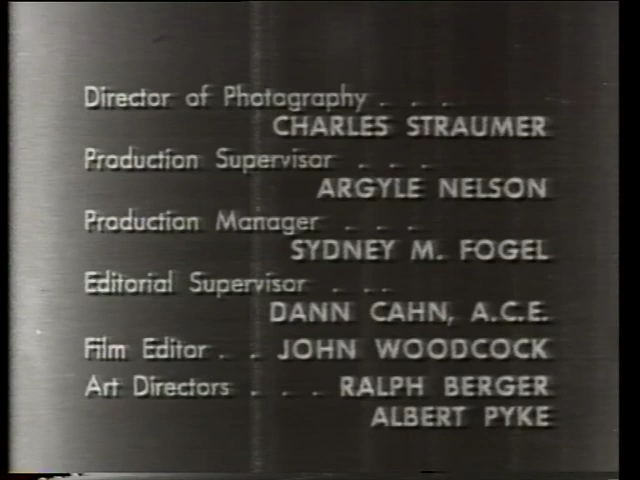 Director of Photography . . .
CHARLES STRAUMER
Production Supervisor . . .
ARGYLE NELSON
Production Manager . . .
SYDNEY M. FOGEL
Editorial Supervisor . . .
DANN CAHN, A.C.E.
Film Editor . . JOHN WOODCOCK
Art Directors . . . RALPH BERGER
ALBERT PYKE